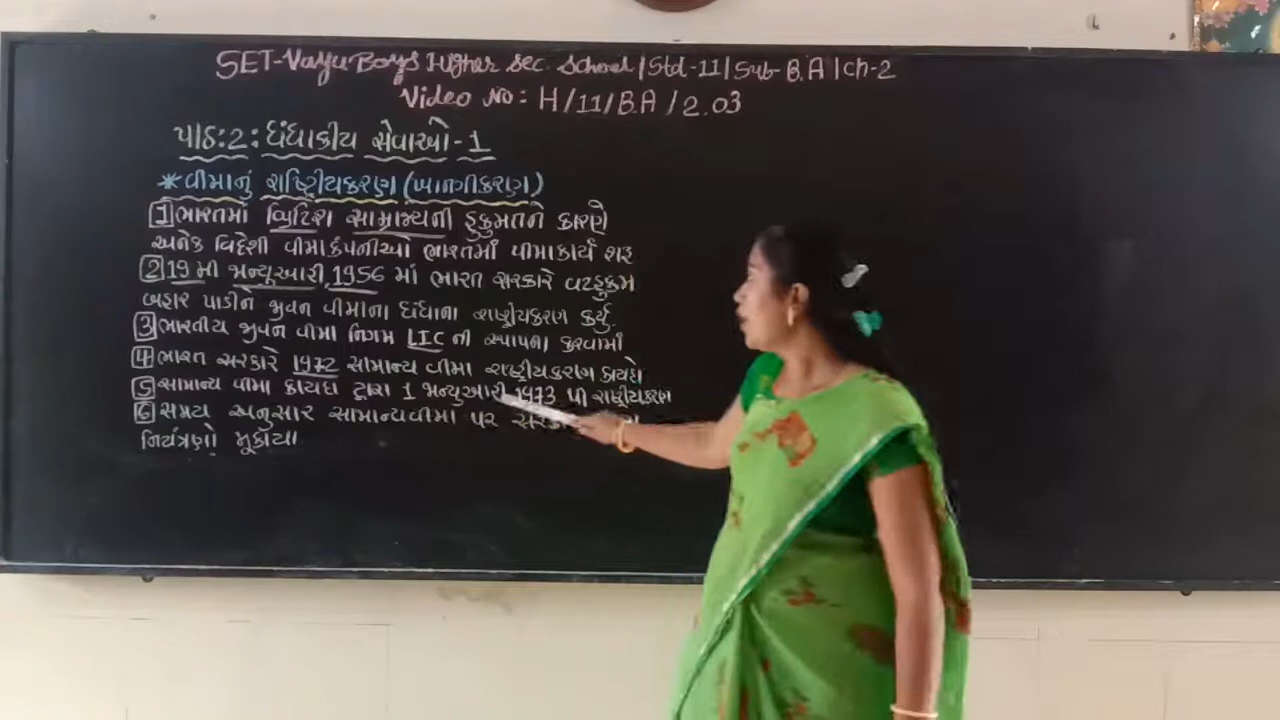 SET-Vayu Boys Higher Sec. School/Std-11/Sub-B.A/Ch-2
Video No: H/11/B.A/2.03
પાઠ:2: ધંધાકીય સેવાઓ-1
*વીમાનું રાષ્ટ્રિયકરણ (ખાનગીકરણ)
1 ભારતમાં બ્રિટિશ સામ્રાજ્યની હુકુમતને કારણે
અનેક વિદેશી વીમાકંપનીઓ ભારતમાં વીમાકાર્ય શરૂ
2 19 મી જાન્યુઆરી, 1956 માં ભારત સરકારે વટહુકમ
બહાર પાડીને જીવન વીમાના ધંધાના રાષ્ટ્રીયકરણ કર્યુ.
3 ભારતીય જીવન વીમા નિગમ LIC ની સ્થાપના કરવામાં
4 ભારત સરકારે 1972 સામાન્ય વીમા રાષ્ટ્રીયકરણ કાયદો
5 સામાન્ય વીમા કાયદા દ્વારા 1 જાન્યુઆરી 1973 થી રાષ્ટ્રીયકરણ
6 સમય અનુસાર સામાન્યવીમા પર
નિયંત્રણો મૂકાયા